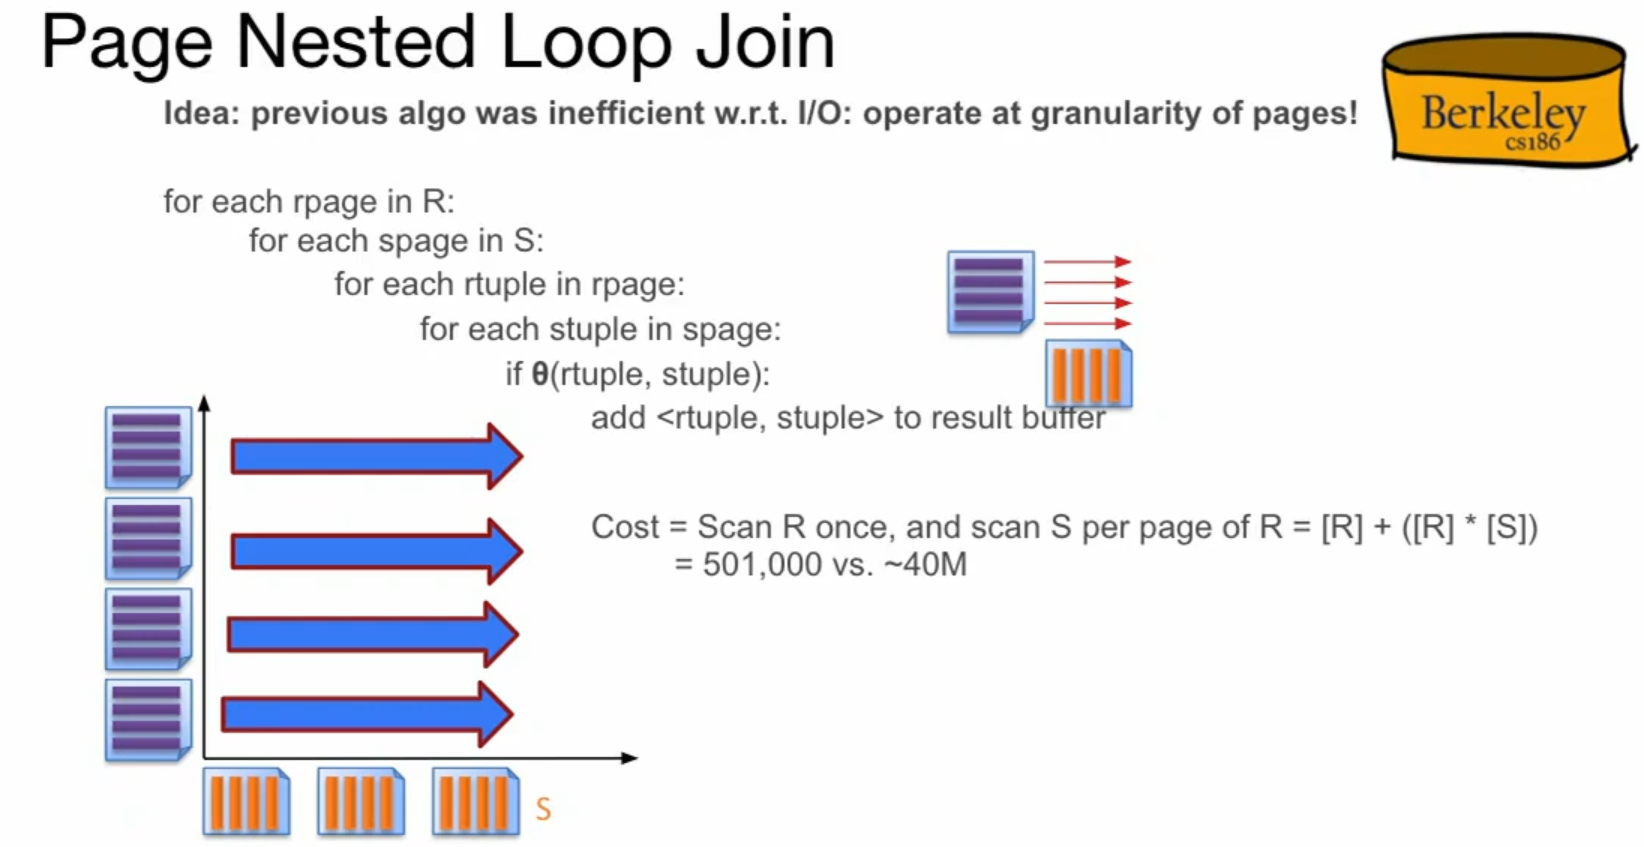 Page Nested Loop Join
Idea: previous algo was inefficient w.r.t. I/O: operate at granularity of pages!
Berkeley
cs186
for each rpage in R:
for each spage in S:
for each rtuple in rpage:
for each stuple in spage:
if θ(rtuple, stuple):
add <rtuple, stuple> to result buffer
Cost = Scan R once, and scan S per page of R = [R] + ([R] * [S])
= 501,000 vs. ~40M
S